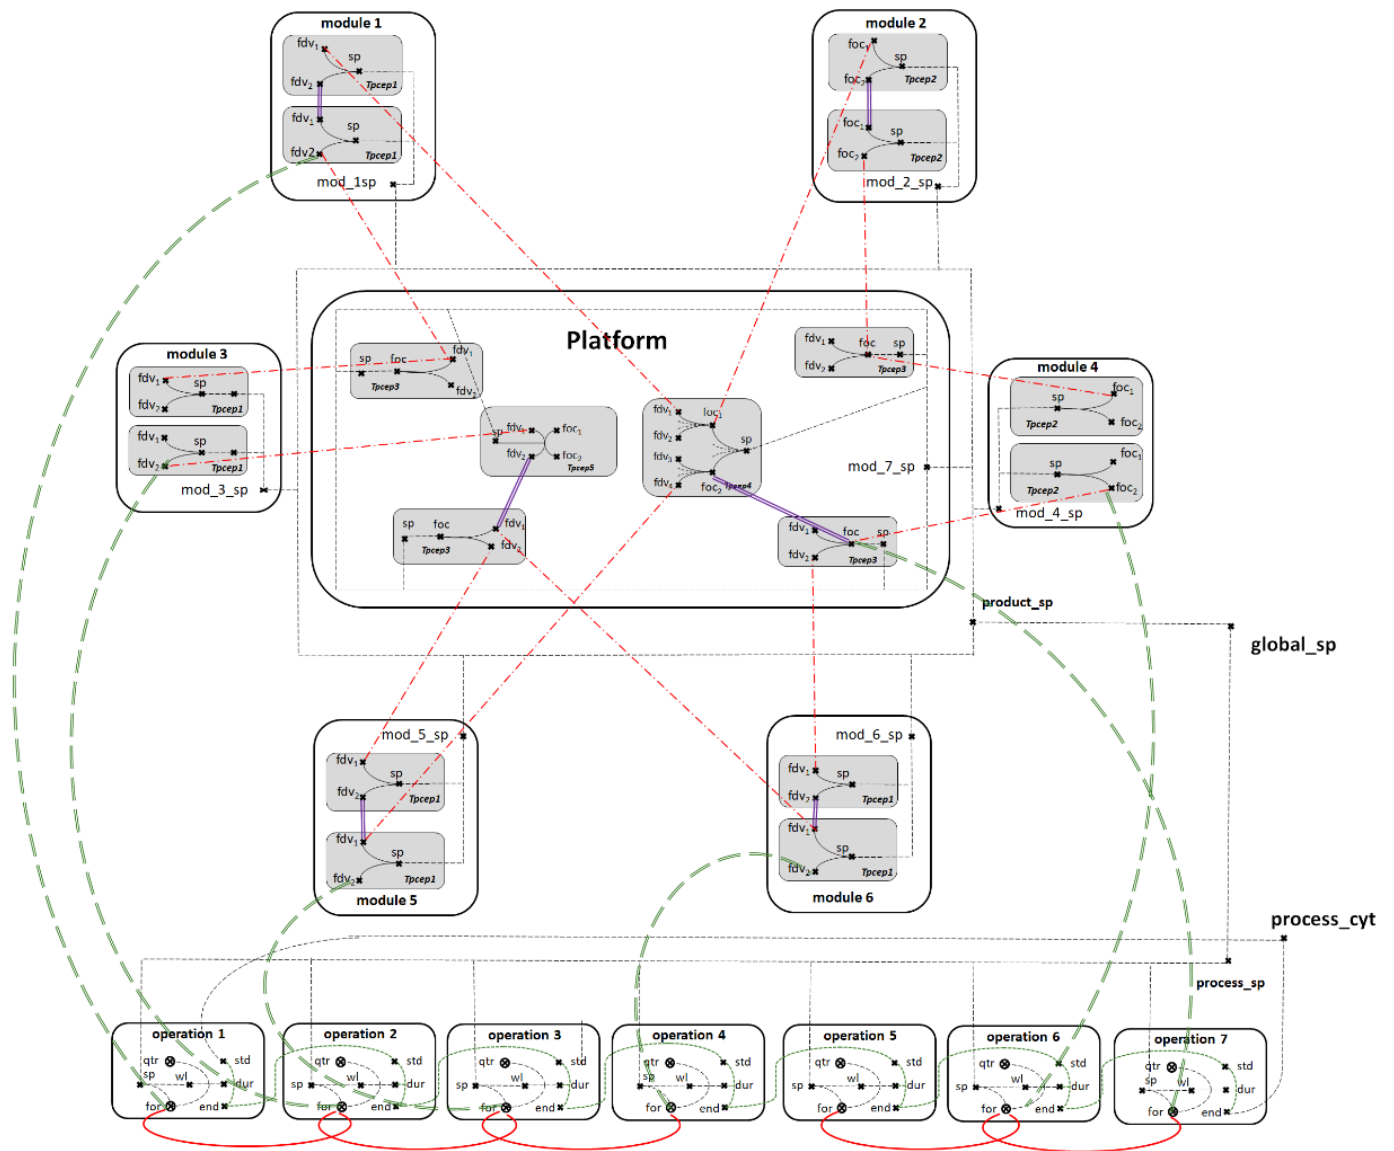 module 1
fdv1
sp
fdv2
Tpcep1
fdv1
sp
fdv2
Tpcep1
mod_1sp
module 2
foc1
sp
foc2
Tpcep2
foc1
sp
foc2
Tpcep2
mod_2_sp
Platform
sp
foc
fdv1
Tpcep3
fdv2
fdv1
foc
sp
fdv2
Tpcep3
module 3
fdv1
sp
fdv2
Tpcep1
fdv1
sp
fdv2
Tpcep1
mod_3_sp
module 4
foc1
sp
foc2
Tpcep2
foc1
sp
foc2
Tpcep2
mod_4_sp
sp
fdv1
foc1
fdv2
foc2
Tpcep5
fdv1
foc1
fdv2
sp
fdv3
fdv4
foc2
Tpcep4
mod_7_sp
sp
foc
fdv1
fdv2
Tpcep3
fdv1
foc
sp
fdv2
Tpcep3
product_sp
global_sp
mod_5_sp
fdv1
sp
fdv2
Tpcep1
fdv1
sp
fdv2
Tpcep1
module 5
mod_6_sp
fdv1
sp
fdv2
Tpcep1
fdv1
sp
fdv2
Tpcep1
module 6
process_cyt
process_sp
operation 1
qtr
std
sp
wl
dur
for
end
operation 2
qtr
std
sp
wl
dur
for
end
operation 3
qtr
std
sp
wl
dur
for
end
operation 4
qtr
std
sp
wl
dur
for
end
operation 5
qtr
std
sp
wl
dur
for
end
operation 6
qtr
std
sp
wl
dur
for
end
operation 7
qtr
std
sp
wl
dur
for
end